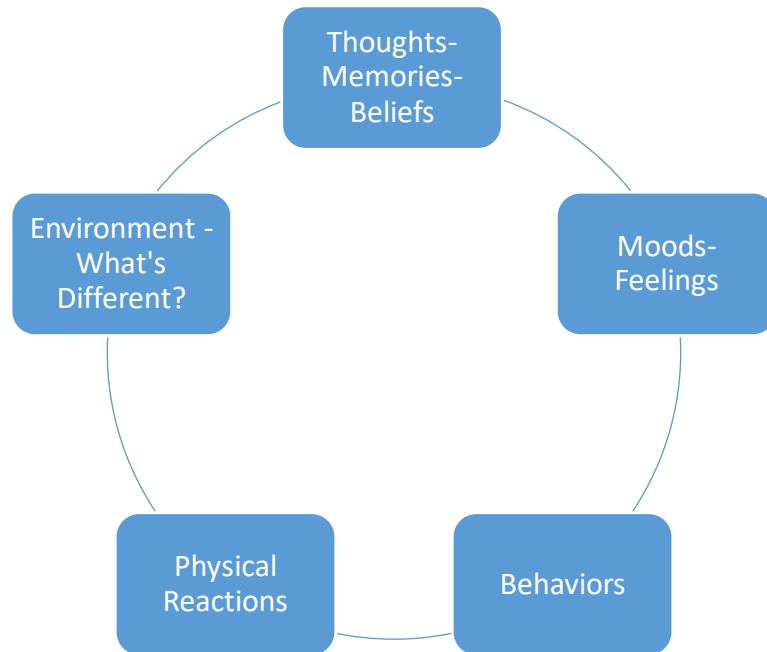 Thoughts-
Memories-
Beliefs
Moods-
Feelings
Behaviors
Physical
Reactions
Environment -
What's
Different?